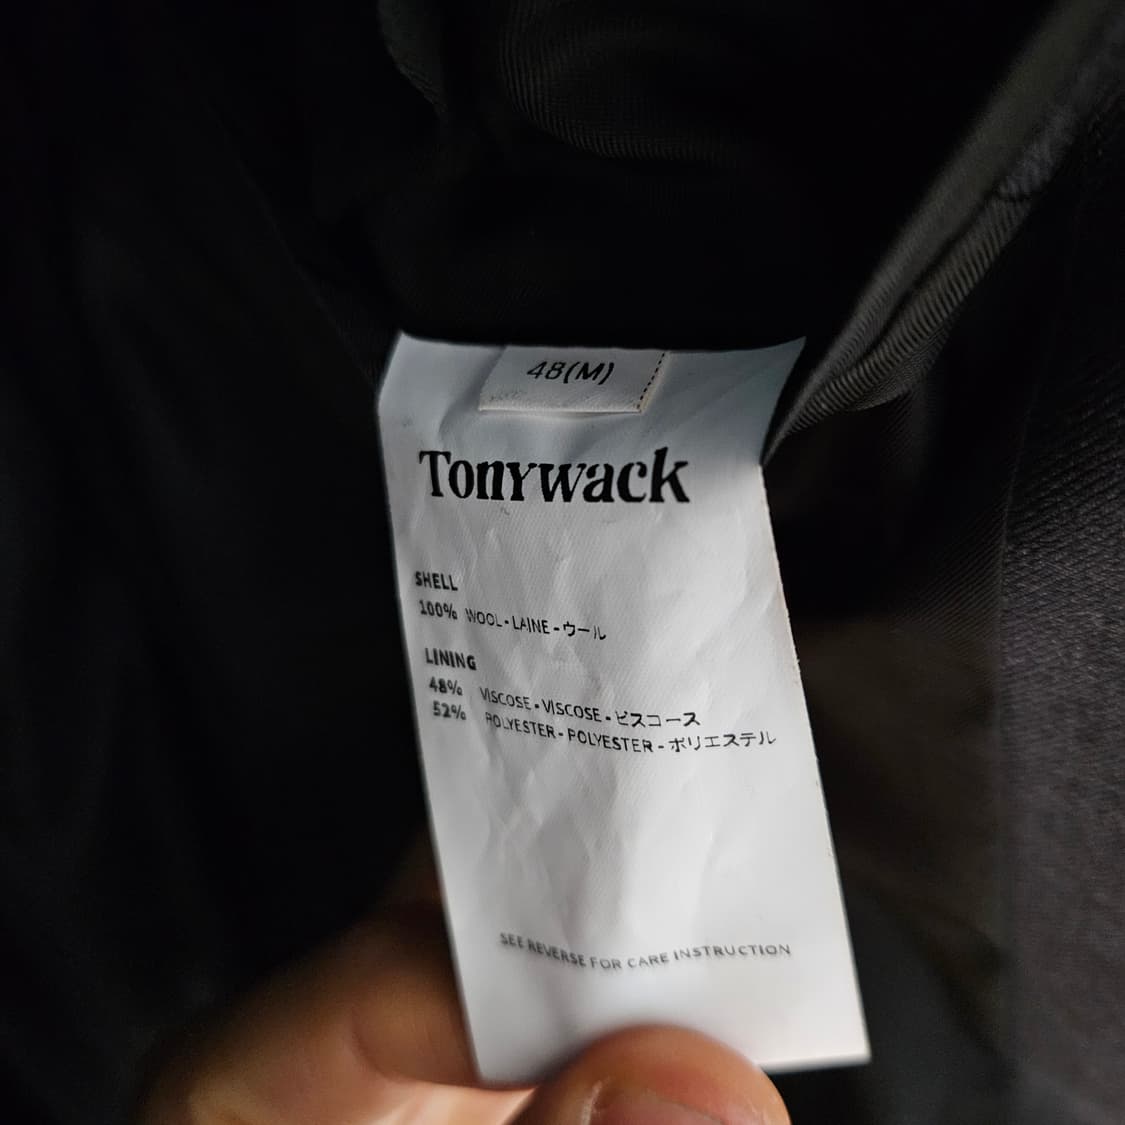 48(M)
Tonywack
SHELL
100% WOOL - LAINE - ウール
LINING
48% VISCOSE - VISCOSE - ビスコース
52% POLYESTER - POLYESTER - ポリエステル
SEE REVERSE FOR CARE INSTRUCTION